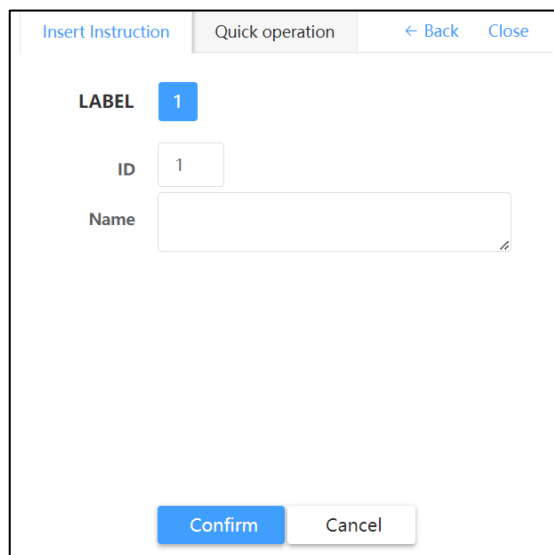 Insert Instruction Quick operation ← Back Close
LABEL 1
ID 1
Name
Confirm Cancel